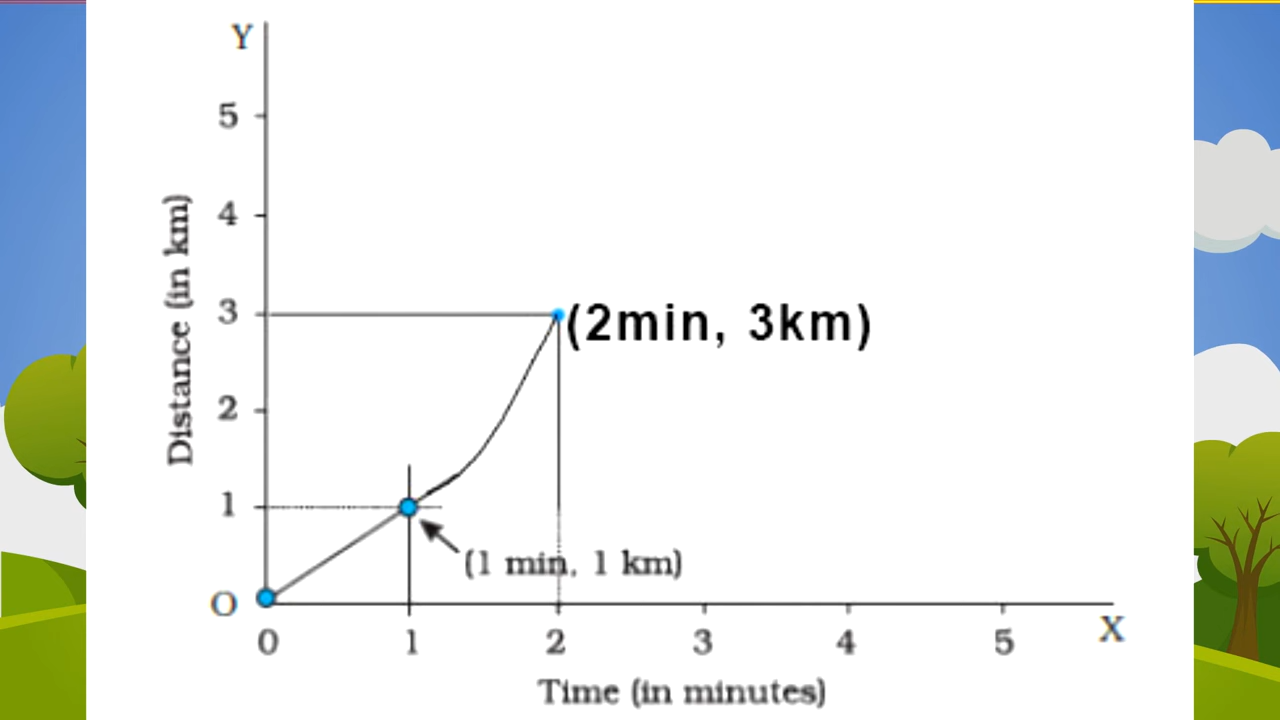 Y
5
4
3
2
1
O
Distance (in km)
(2min, 3km)
(1 min, 1 km)
0 1 2 3 4 5
X
Time (in minutes)